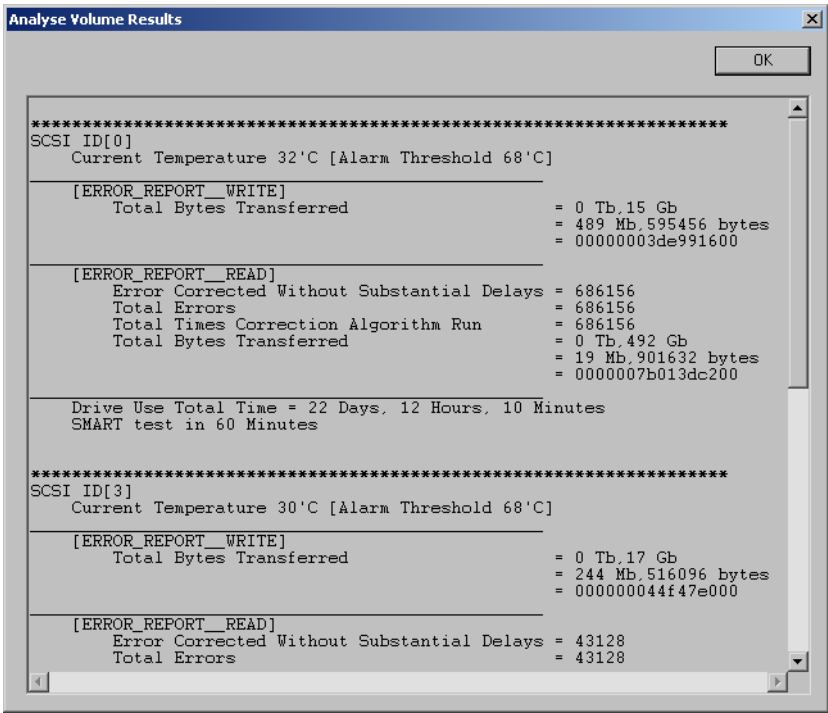 Analyse Volume Results
OK
********************************************************************
SCSI ID[0]
Current Temperature 32'C [Alarm Threshold 68'C]
[ERROR_REPORT__WRITE]
Total Bytes Transferred = 0 Tb,15 Gb
= 489 Mb,595456 bytes
= 00000003de991600
[ERROR_REPORT__READ]
Error Corrected Without Substantial Delays = 686156
Total Errors = 686156
Total Times Correction Algorithm Run = 686156
Total Bytes Transferred = 0 Tb,492 Gb
= 19 Mb,901632 bytes
= 0000007b013dc200
Drive Use Total Time = 22 Days, 12 Hours, 10 Minutes
SMART test in 60 Minutes
********************************************************************
SCSI ID[3]
Current Temperature 30'C [Alarm Threshold 68'C]
[ERROR_REPORT__WRITE]
Total Bytes Transferred = 0 Tb,17 Gb
= 244 Mb,516096 bytes
= 000000044f47e000
[ERROR_REPORT__READ]
Error Corrected Without Substantial Delays = 43128
Total Errors = 43128